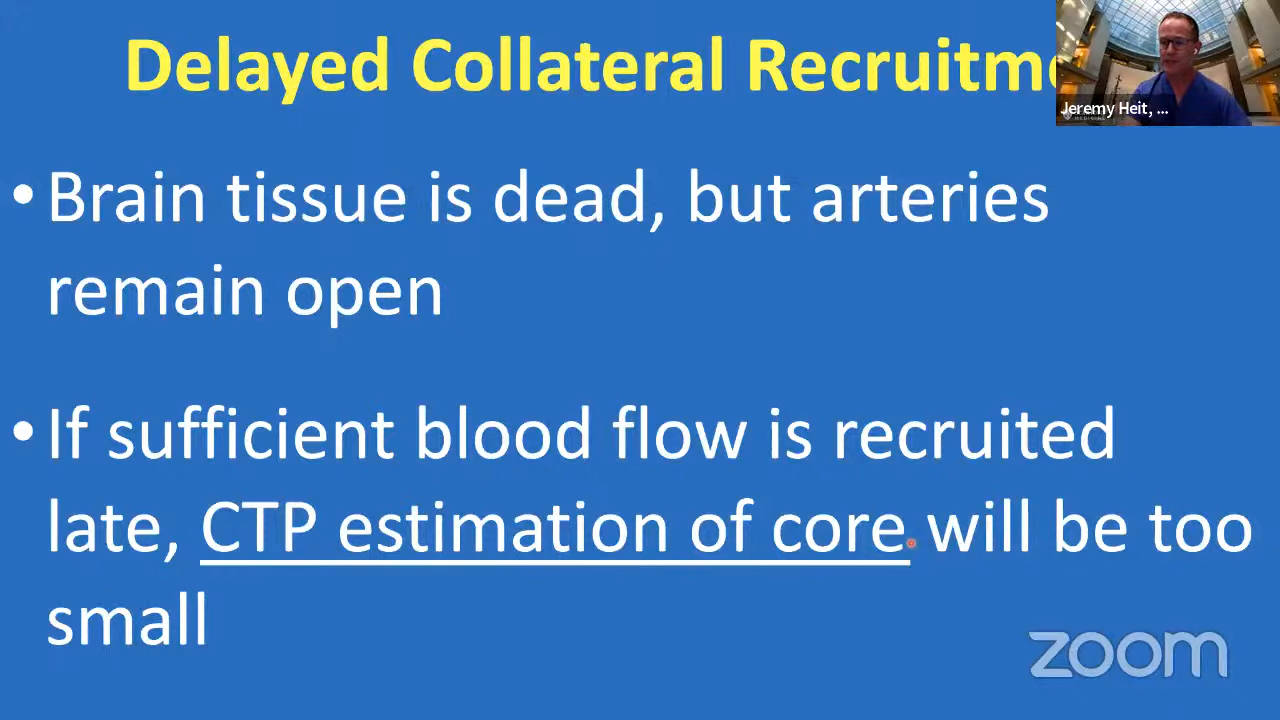 Delayed Collateral Recruitme
Jeremy Heit, ...
• Brain tissue is dead, but arteries
remain open
• If sufficient blood flow is recruited
late, CTP estimation of core will be too
small
zoom